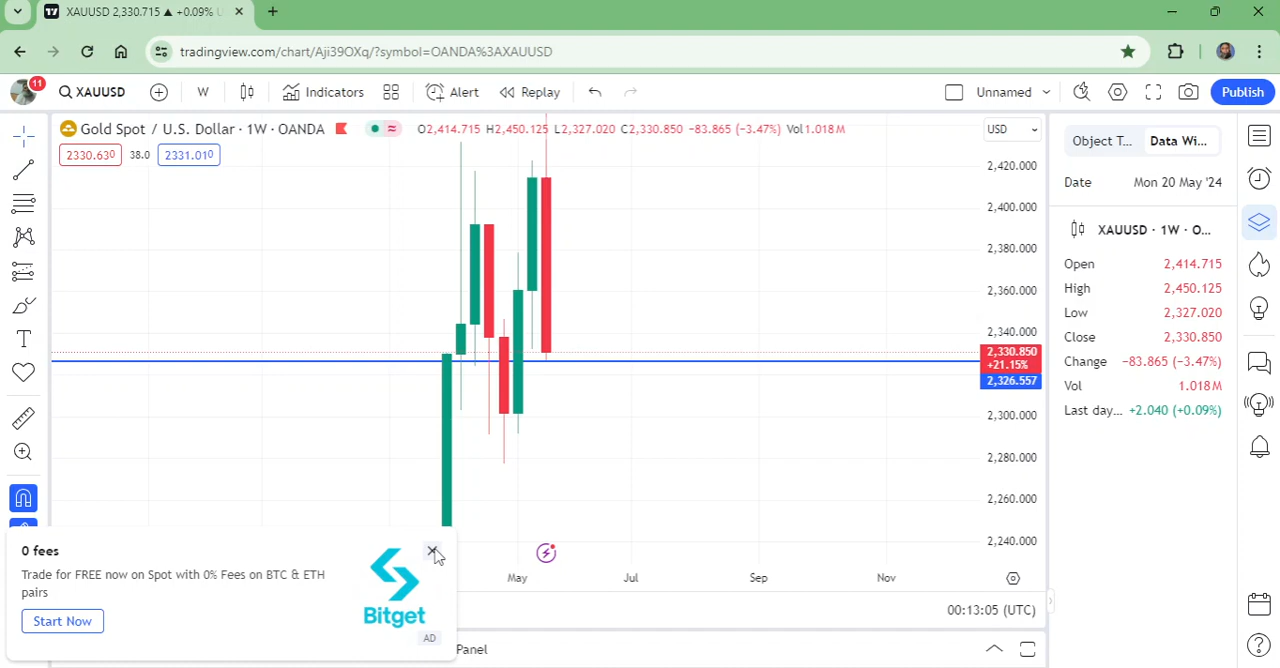 XAUUSD 2,330.715 ▲ +0.09%
tradingview.com/chart/Aji39OXq/?symbol=OANDA%3AXAUUSD
11
XAUUSD
W
Indicators
Alert
Replay
Unnamed
Publish
Gold Spot / U.S. Dollar · 1W · OANDA
O2,414.715 H2,450.125 L2,327.020 C2,330.850 −83.865 (−3.47%) Vol1.018M
USD
2330.630
38.0
2331.010
2,420.000
2,400.000
2,380.000
2,360.000
2,340.000
2,330.850
+21.15%
2,326.557
2,300.000
2,280.000
2,260.000
2,240.000
May
Jul
Sep
Nov
00:13:05 (UTC)
Panel
Object T...
Data Wi...
Date
Mon 20 May '24
XAUUSD · 1W · O...
Open 2,414.715
High 2,450.125
Low 2,327.020
Close 2,330.850
Change −83.865 (−3.47%)
Vol 1.018M
Last day... +2.040 (+0.09%)
0 fees
Trade for FREE now on Spot with 0% Fees on BTC & ETH
pairs
Start Now
Bitget
AD